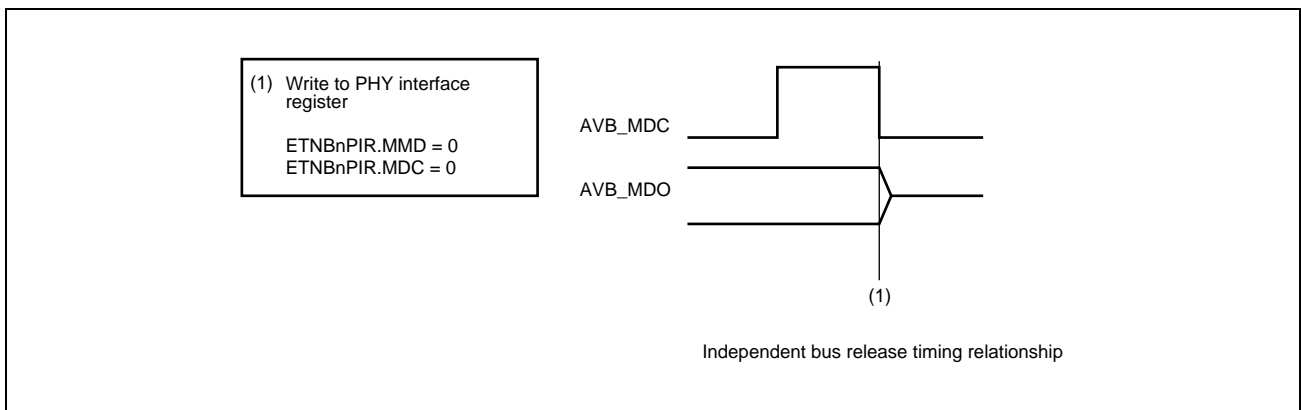 (1) Write to PHY interface
register
ETNBnPIR.MMD = 0
ETNBnPIR.MDC = 0
AVB_MDC
AVB_MDO
(1)
Independent bus release timing relationship